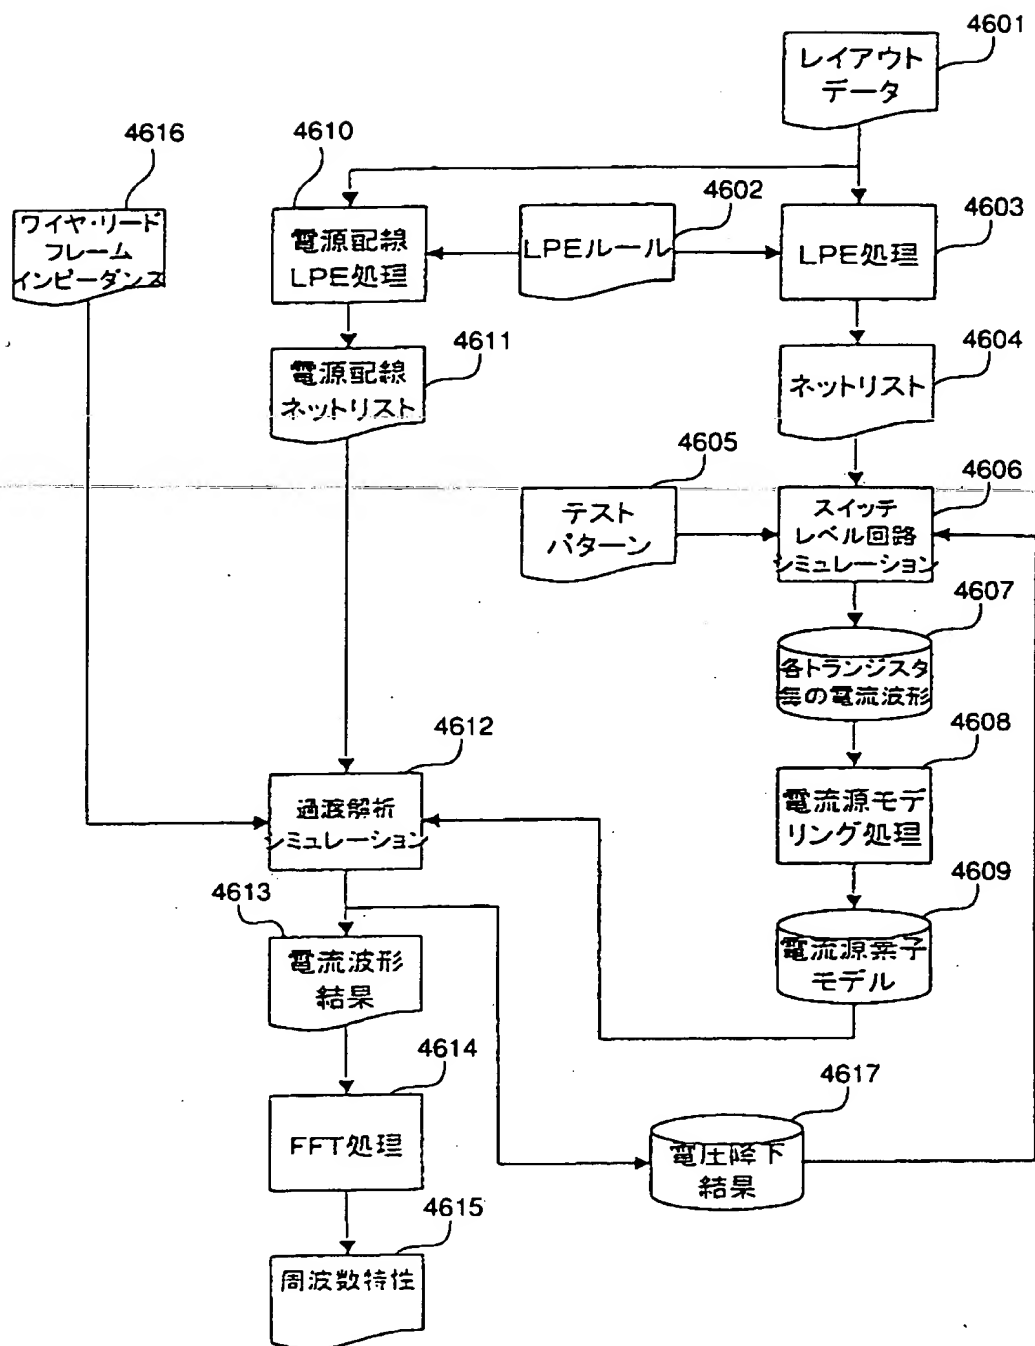 4601
レイアウト
データ
4616
4610
4602
4603
ワイヤ・リード
フレーム
インピーダンス
電源配線
LPE処理
LPEルール
LPE処理
4611
4604
電源配線
ネットリスト
ネットリスト
4605
4606
テスト
パターン
スイッチ
レベル回路
シミュレーション
4607
各トランジスタ
毎の電流波形
4612
4608
過渡解析
シミュレーション
電流源モデ
リング処理
4613
4609
電流波形
結果
電流源素子
モデル
4614
4617
FFT処理
電圧降下
結果
4615
周波数特性